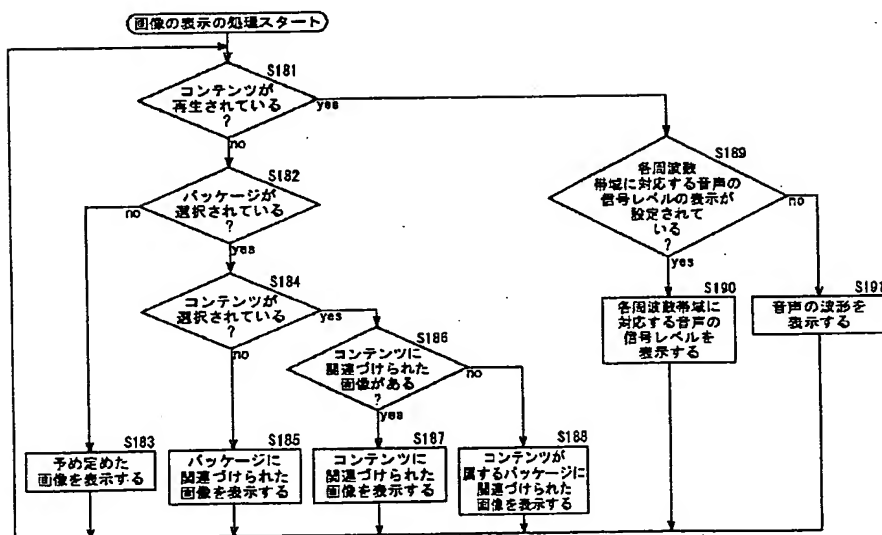 画像の表示の処理スタート
S181
コンテンツが
再生されている
?
yes
no
S182
パッケージが
選択されている
?
no
yes
S184
コンテンツが
選択されている
?
yes
no
S186
コンテンツに
関連づけられた
画像がある
?
no
yes
S189
各周波数
帯域に対応する音声の
信号レベルの表示が
設定されて
いる
?
no
yes
S183
予め定めた
画像を表示する
S185
パッケージに
関連づけられた
画像を表示する
S187
コンテンツに
関連づけられた
画像を表示する
S188
コンテンツが
属するパッケージに
関連づけられた
画像を表示する
S190
各周波数帯域に
対応する音声の
信号レベルを
表示する
S191
音声の波形を
表示する